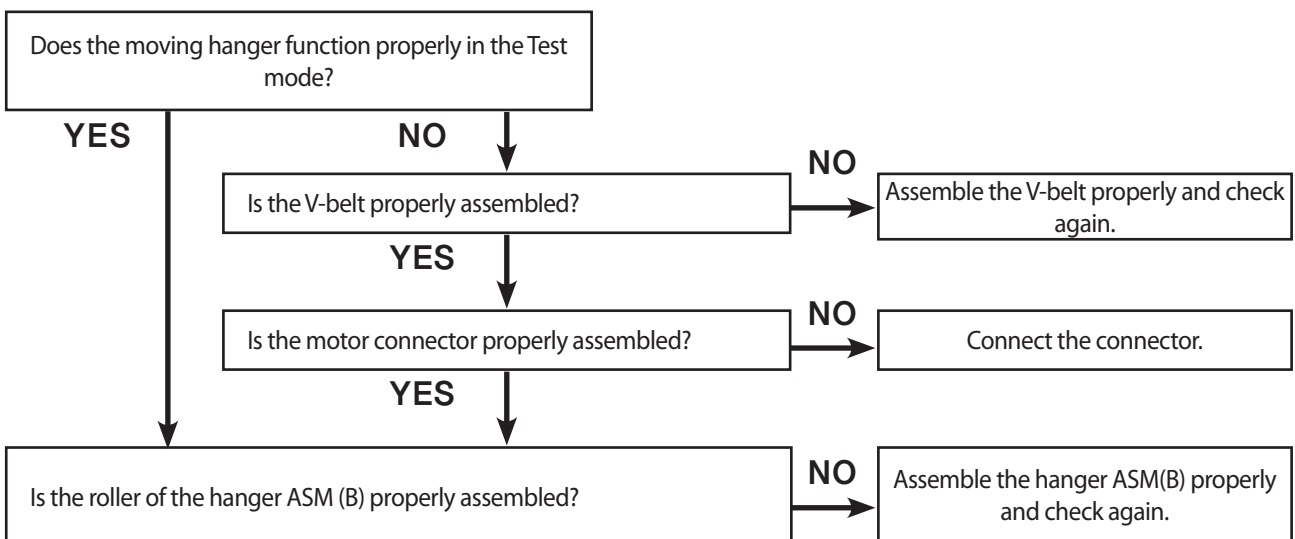 Does the moving hanger function properly in the Test
mode?
YES
NO
Is the V-belt properly assembled?
NO
Assemble the V-belt properly and check
again.
YES
Is the motor connector properly assembled?
NO
Connect the connector.
YES
Is the roller of the hanger ASM (B) properly assembled?
NO
Assemble the hanger ASM(B) properly
and check again.